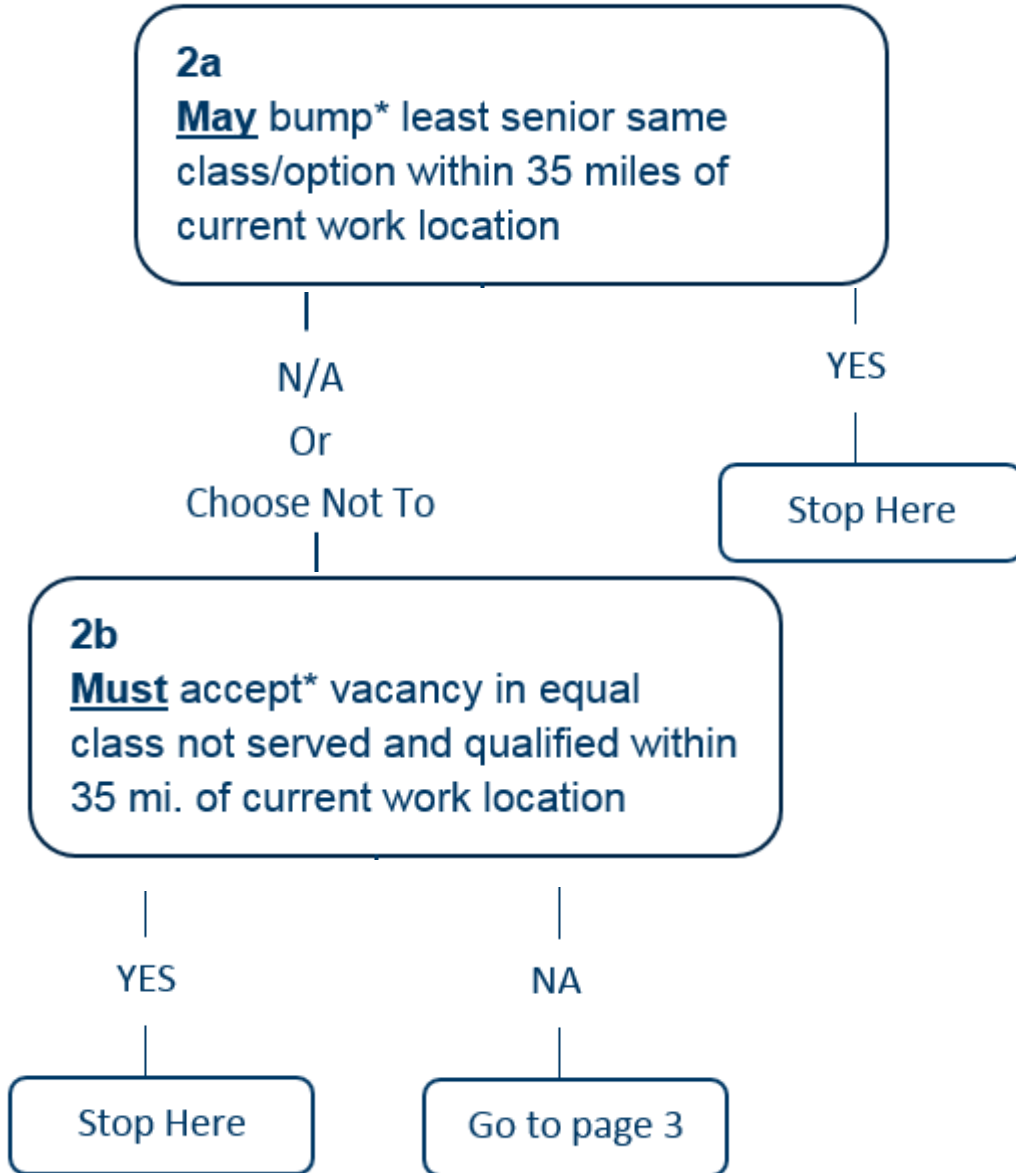 2a
May bump* least senior same
class/option within 35 miles of
current work location
N/A
Or
Choose Not To
YES
Stop Here
2b
Must accept* vacancy in equal
class not served and qualified within
35 mi. of current work location
YES
Stop Here
NA
Go to page 3